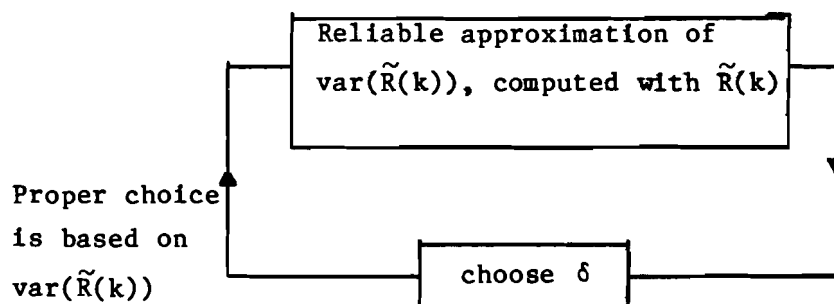 Reliable approximation of
var(R̃(k)), computed with R̃(k)
Proper choice
is based on
var(R̃(k))
choose δ